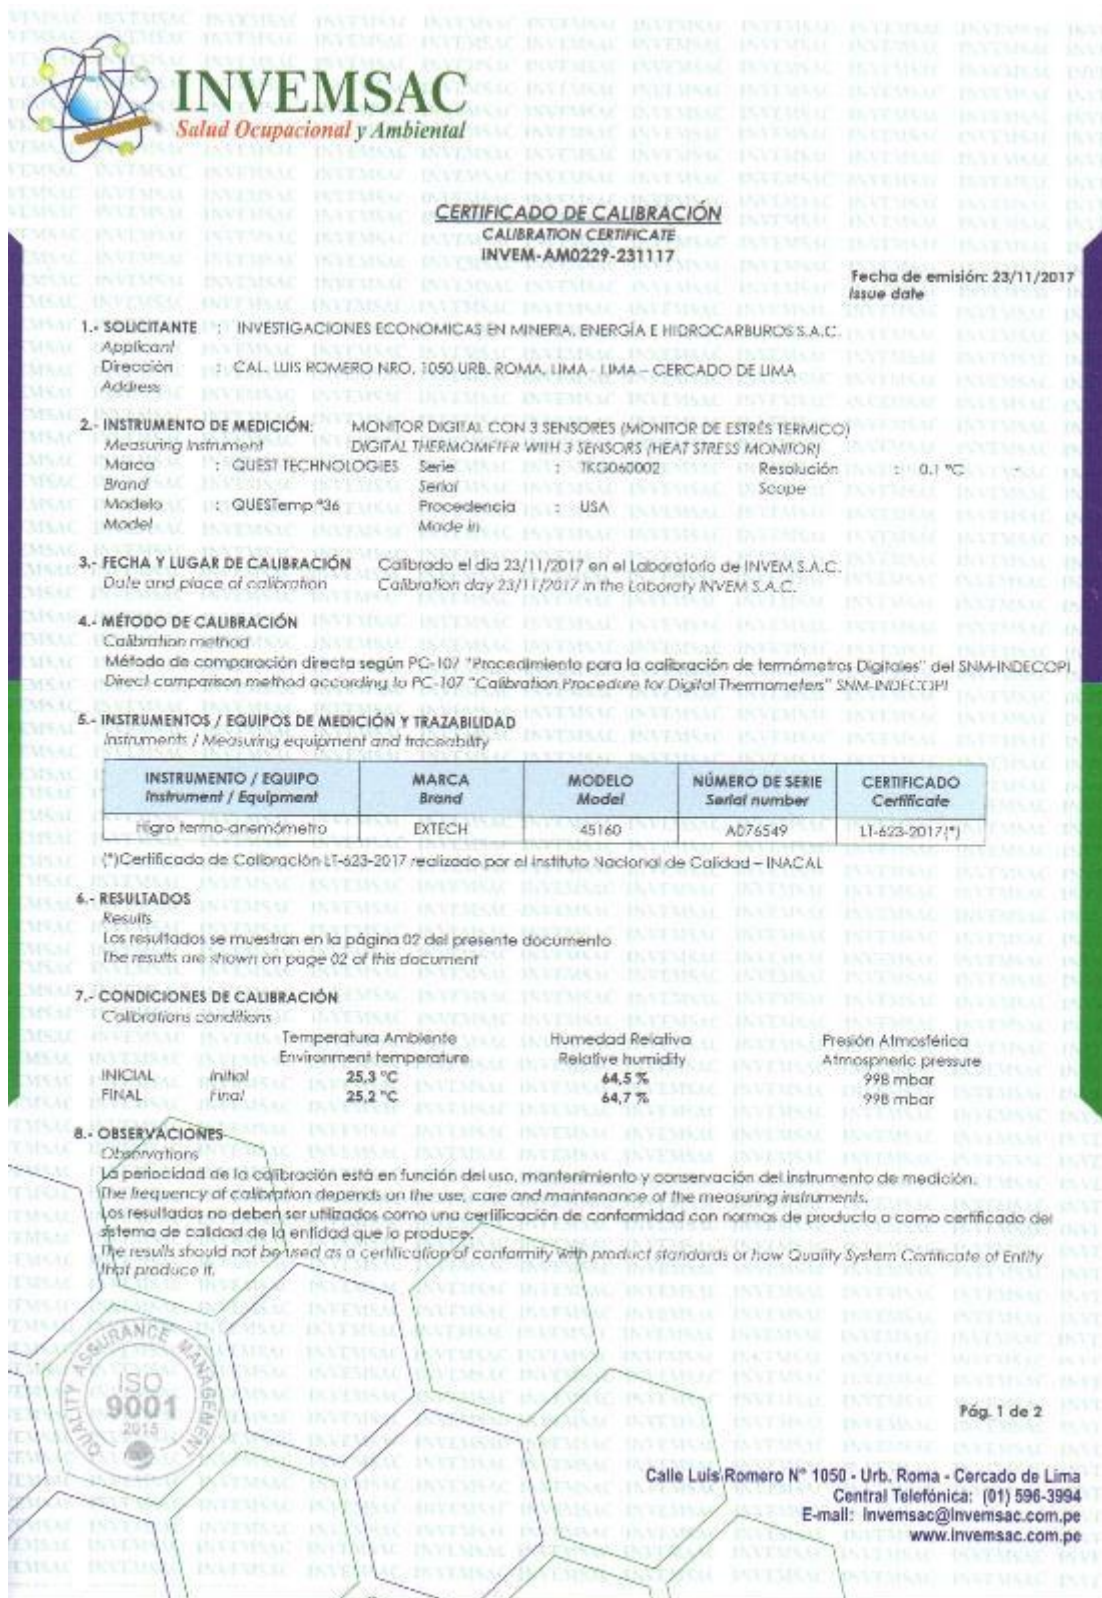 INVEMSAC
Salud Ocupacional y Ambiental
CERTIFICADO DE CALIBRACIÓN
CALIBRATION CERTIFICATE
INVEM-AM0229-231117
Fecha de emisión: 23/11/2017
Issue date
1.- SOLICITANTE : INVESTIGACIONES ECONOMICAS EN MINERIA, ENERGÍA E HIDROCARBUROS S.A.C.
Applicant
Dirección : CAL. LUIS ROMERO NRO. 1050 URB. ROMA, LIMA - LIMA – CERCADO DE LIMA
Address
2.- INSTRUMENTO DE MEDICIÓN: MONITOR DIGITAL CON 3 SENSORES (MONITOR DE ESTRÉS TERMICO)
Measuring Instrument DIGITAL THERMOMETER WITH 3 SENSORS (HEAT STRESS MONITOR)
Marca : QUEST TECHNOLOGIES Serie : TKG060002 Resolución : 0.1 °C
Brand Serial Scope
Modelo : QUESTemp°36 Procedencia : USA
Model Made in
3.- FECHA Y LUGAR DE CALIBRACIÓN Calibrado el día 23/11/2017 en el Laboratorio de INVEM S.A.C.
Date and place of calibration Calibration day 23/11/2017 in the Laboraty INVEM S.A.C.
4.- MÉTODO DE CALIBRACIÓN
Calibration method
Método de comparación directa según PC-107 "Procedimiento para la calibración de termómetros Digitales" del SNM-INDECOPI
Direct comparison method according to PC-107 "Calibration Procedure for Digital Thermometers" SNM-INDECOPI
5.- INSTRUMENTOS / EQUIPOS DE MEDICIÓN Y TRAZABILIDAD
Instruments / Measuring equipment and traceability
INSTRUMENTO / EQUIPO MARCA MODELO NÚMERO DE SERIE CERTIFICADO
Instrument / Equipment Brand Model Serial number Certificate
Higro termo-anemómetro EXTECH 45160 AD76549 LT-623-2017(*)
(*)Certificado de Calibración LT-623-2017 realizado por el Instituto Nacional de Calidad – INACAL
6.- RESULTADOS
Results
Los resultados se muestran en la página 02 del presente documento
The results are shown on page 02 of this document
7.- CONDICIONES DE CALIBRACIÓN
Calibrations conditions
Temperatura Ambiente Humedad Relativa Presión Atmosférica
Environment temperature Relative humidity Atmospheric pressure
INICIAL Initial 25,3 °C 64,5 % 998 mbar
FINAL Final 25,2 °C 64,7 % 998 mbar
8.- OBSERVACIONES
Observations
La periocidad de la calibración está en función del uso, mantenimiento y conservación del instrumento de medición.
The frequency of calibration depends on the use, care and maintenance of the measuring instruments.
Los resultados no deben ser utilizados como una certificación de conformidad con normas de producto o como certificado del
sistema de calidad de la entidad que lo produce.
The results should not be used as a certification of conformity with product standards or how Quality System Certificate of Entity
that produce it.
QUALITY ASSURANCE MANAGEMENT
ISO
9001
2015
Pág. 1 de 2
Calle Luis Romero N° 1050 - Urb. Roma - Cercado de Lima
Central Telefónica: (01) 596-3994
E-mail: invemsac@invemsac.com.pe
www.invemsac.com.pe